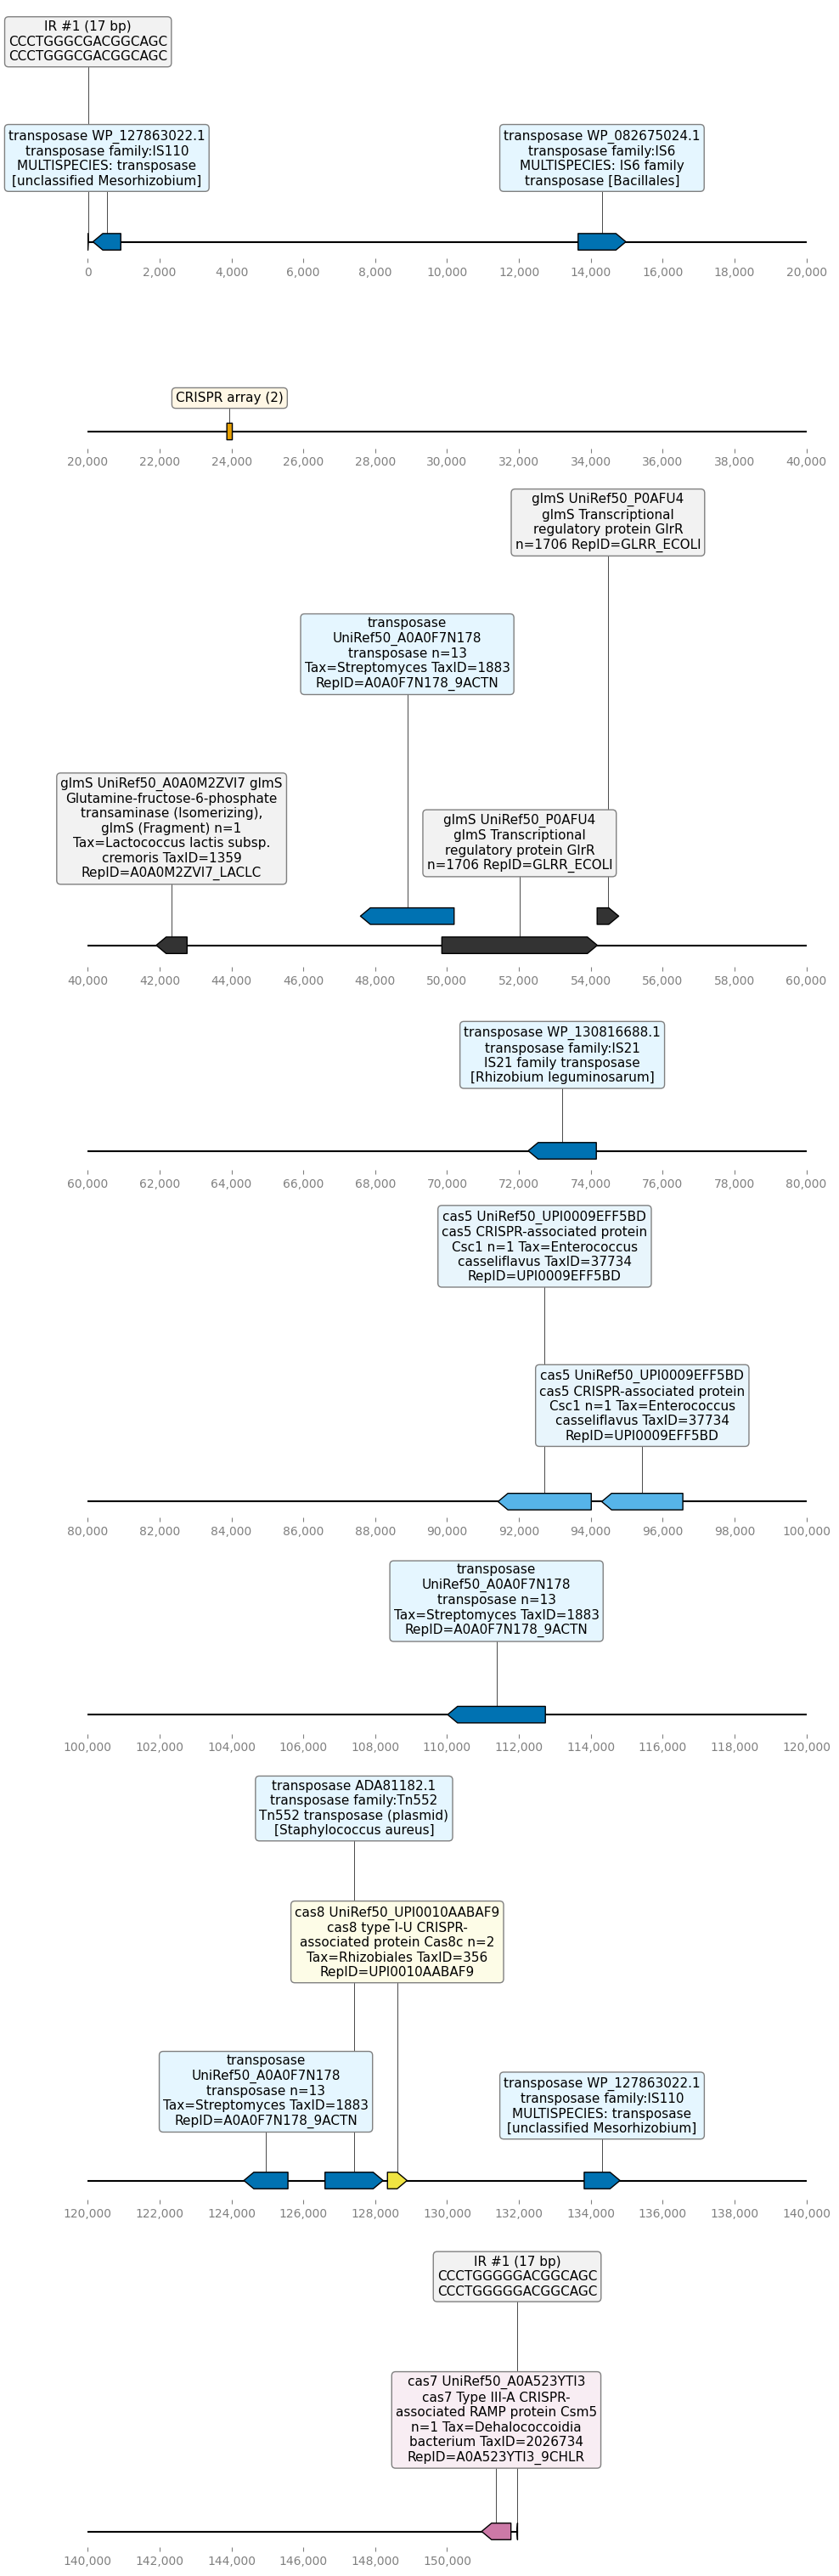 IR #1 (17 bp)
CCCTGGGCGACGGCAGC
CCCTGGGCGACGGCAGC
transposase WP_127863022.1
transposase family:IS110
MULTISPECIES: transposase
[unclassified Mesorhizobium]
transposase WP_082675024.1
transposase family:IS6
MULTISPECIES: IS6 family
transposase [Bacillales]
0 2,000 4,000 6,000 8,000 10,000 12,000 14,000 16,000 18,000 20,000
CRISPR array (2)
20,000 22,000 24,000 26,000 28,000 30,000 32,000 34,000 36,000 38,000 40,000
glmS UniRef50_P0AFU4
glmS Transcriptional
regulatory protein GlrR
n=1706 RepID=GLRR_ECOLI
transposase
UniRef50_A0A0F7N178
transposase n=13
Tax=Streptomyces TaxID=1883
RepID=A0A0F7N178_9ACTN
glmS UniRef50_A0A0M2ZVI7 glmS
Glutamine-fructose-6-phosphate
transaminase (Isomerizing),
glmS (Fragment) n=1
Tax=Lactococcus lactis subsp.
cremoris TaxID=1359
RepID=A0A0M2ZVI7_LACLC
glmS UniRef50_P0AFU4
glmS Transcriptional
regulatory protein GlrR
n=1706 RepID=GLRR_ECOLI
40,000 42,000 44,000 46,000 48,000 50,000 52,000 54,000 56,000 58,000 60,000
transposase WP_130816688.1
transposase family:IS21
IS21 family transposase
[Rhizobium leguminosarum]
60,000 62,000 64,000 66,000 68,000 70,000 72,000 74,000 76,000 78,000 80,000
cas5 UniRef50_UPI0009EFF5BD
cas5 CRISPR-associated protein
Csc1 n=1 Tax=Enterococcus
casseliflavus TaxID=37734
RepID=UPI0009EFF5BD
cas5 UniRef50_UPI0009EFF5BD
cas5 CRISPR-associated protein
Csc1 n=1 Tax=Enterococcus
casseliflavus TaxID=37734
RepID=UPI0009EFF5BD
80,000 82,000 84,000 86,000 88,000 90,000 92,000 94,000 96,000 98,000 100,000
transposase
UniRef50_A0A0F7N178
transposase n=13
Tax=Streptomyces TaxID=1883
RepID=A0A0F7N178_9ACTN
100,000 102,000 104,000 106,000 108,000 110,000 112,000 114,000 116,000 118,000 120,000
transposase ADA81182.1
transposase family:Tn552
Tn552 transposase (plasmid)
[Staphylococcus aureus]
cas8 UniRef50_UPI0010AABAF9
cas8 type I-U CRISPR-
associated protein Cas8c n=2
Tax=Rhizobiales TaxID=356
RepID=UPI0010AABAF9
transposase
UniRef50_A0A0F7N178
transposase n=13
Tax=Streptomyces TaxID=1883
RepID=A0A0F7N178_9ACTN
transposase WP_127863022.1
transposase family:IS110
MULTISPECIES: transposase
[unclassified Mesorhizobium]
120,000 122,000 124,000 126,000 128,000 130,000 132,000 134,000 136,000 138,000 140,000
IR #1 (17 bp)
CCCTGGGGGACGGCAGC
CCCTGGGGGACGGCAGC
cas7 UniRef50_A0A523YTI3
cas7 Type III-A CRISPR-
associated RAMP protein Csm5
n=1 Tax=Dehalococcoidia
bacterium TaxID=2026734
RepID=A0A523YTI3_9CHLR
140,000 142,000 144,000 146,000 148,000 150,000